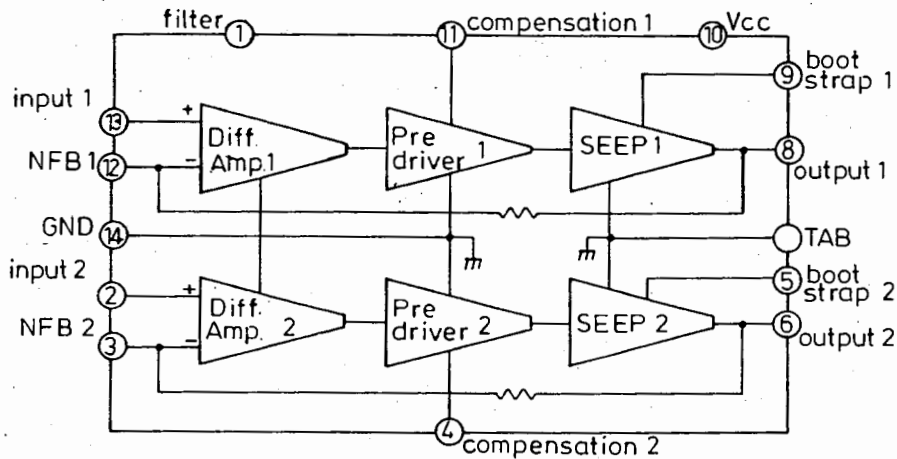 filter 1
11 compensation 1
10 Vcc
9 boot
strap 1
input 1
13
+
Diff.
Amp.1
Pre
driver 1
SEEP 1
8
output 1
NFB 1
12
−
GND
14
TAB
input 2
2
+
Diff.
Amp. 2
Pre
driver 2
SEEP 2
5 boot
strap 2
6
output 2
NFB 2
3
−
4
compensation 2